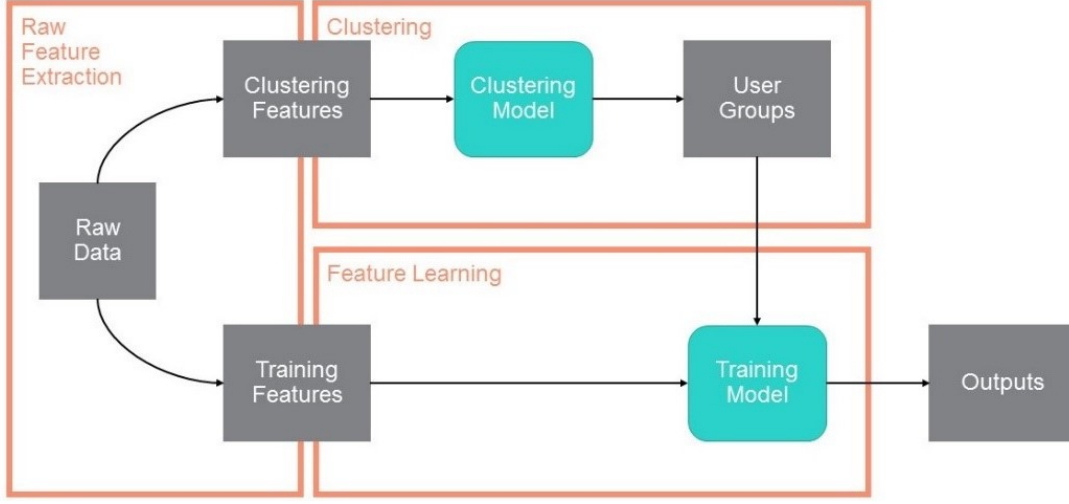 Raw
Feature
Extraction
Clustering
Clustering
Features
Clustering
Model
User
Groups
Raw
Data
Feature Learning
Training
Features
Training
Model
Outputs